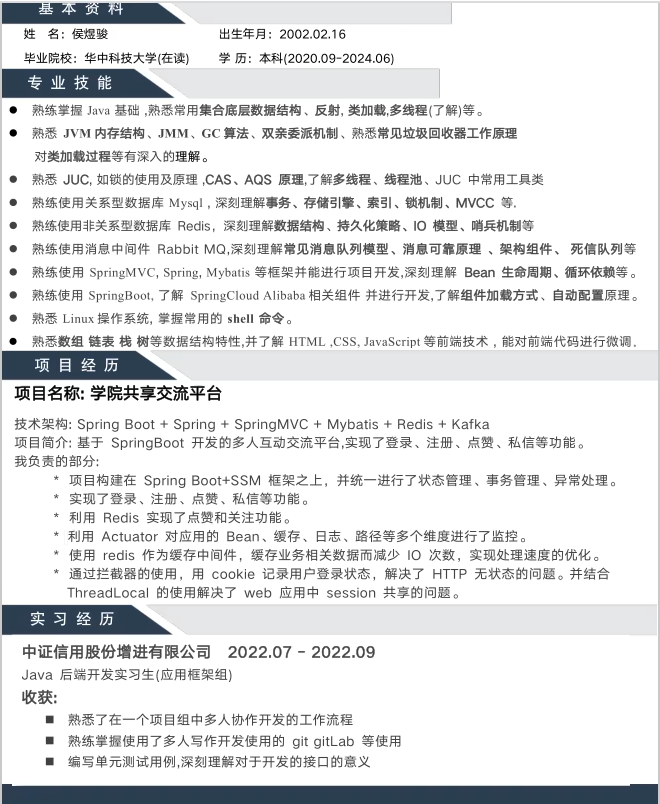 基本资料
姓 名：侯煜骏 出生年月：2002.02.16
毕业院校：华中科技大学(在读) 学 历：本科(2020.09-2024.06)
专业技能
● 熟练掌握 Java 基础 ,熟悉常用集合底层数据结构、反射, 类加载,多线程(了解)等。
● 熟悉 JVM 内存结构、JMM、GC 算法、双亲委派机制、熟悉常见垃圾回收器工作原理
对类加载过程等有深入的理解。
● 熟悉 JUC, 如锁的使用及原理 ,CAS、AQS 原理,了解多线程、线程池、JUC 中常用工具类
● 熟练使用关系型数据库 Mysql , 深刻理解事务、存储引擎、索引、锁机制、MVCC 等.
● 熟练使用非关系型数据库 Redis, 深刻理解数据结构、持久化策略、IO 模型、哨兵机制等
● 熟练使用消息中间件 Rabbit MQ,深刻理解常见消息队列模型、消息可靠原理 、架构组件、 死信队列等
● 熟练使用 SpringMVC, Spring, Mybatis 等框架并能进行项目开发,深刻理解 Bean 生命周期、循环依赖等。
● 熟练使用 SpringBoot, 了解 SpringCloud Alibaba 相关组件 并进行开发,了解组件加载方式、自动配置原理。
● 熟悉 Linux 操作系统, 掌握常用的 shell 命令。
● 熟悉数组 链表 栈 树等数据结构特性,并了解 HTML ,CSS, JavaScript 等前端技术 , 能对前端代码进行微调.
项目经历
项目名称: 学院共享交流平台
技术架构: Spring Boot + Spring + SpringMVC + Mybatis + Redis + Kafka
项目简介: 基于 SpringBoot 开发的多人互动交流平台,实现了登录、注册、点赞、私信等功能。
我负责的部分:
* 项目构建在 Spring Boot+SSM 框架之上，并统一进行了状态管理、事务管理、异常处理。
* 实现了登录、注册、点赞、私信等功能。
* 利用 Redis 实现了点赞和关注功能。
* 利用 Actuator 对应用的 Bean、缓存、日志、路径等多个维度进行了监控。
* 使用 redis 作为缓存中间件，缓存业务相关数据而减少 IO 次数，实现处理速度的优化。
* 通过拦截器的使用，用 cookie 记录用户登录状态，解决了 HTTP 无状态的问题。并结合
ThreadLocal 的使用解决了 web 应用中 session 共享的问题。
实习经历
中证信用股份增进有限公司 2022.07 - 2022.09
Java 后端开发实习生(应用框架组)
收获:
■ 熟悉了在一个项目组中多人协作开发的工作流程
■ 熟练掌握使用了多人写作开发使用的 git gitLab 等使用
■ 编写单元测试用例,深刻理解对于开发的接口的意义